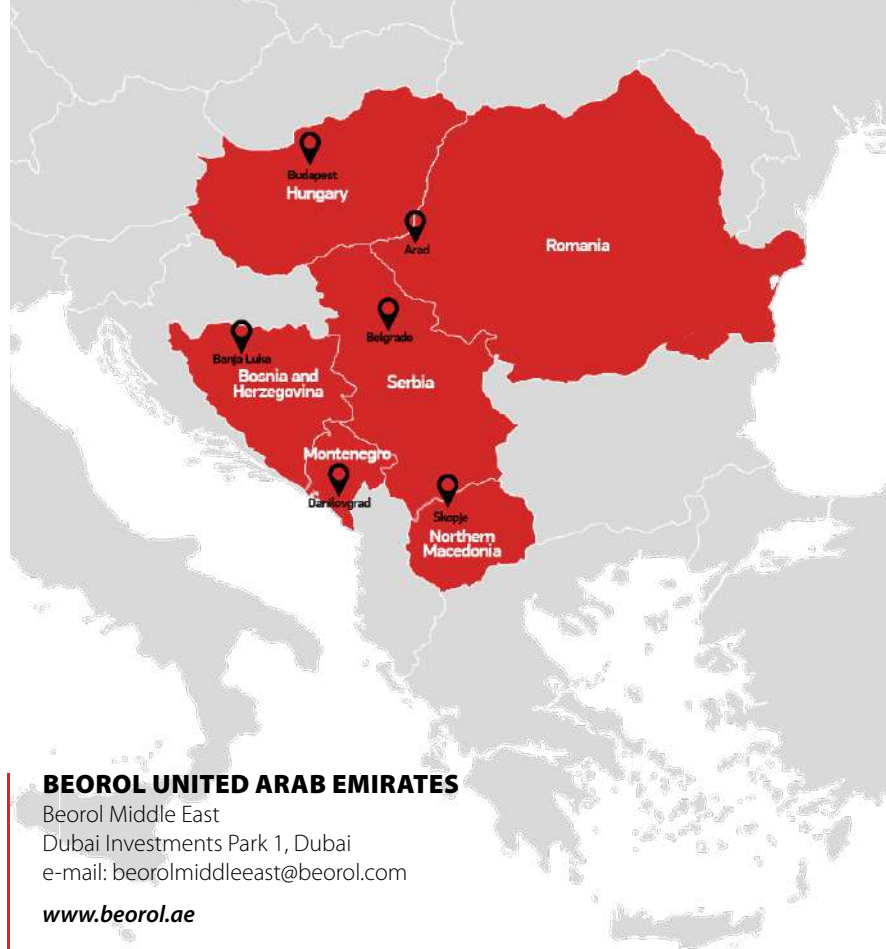 Budapest
Hungary
Arad
Romania
Belgrade
Banja Luka
Bosnia and
Herzegovina
Serbia
Montenegro
Danilovgrad
Skopje
Northern
Macedonia
BEOROL UNITED ARAB EMIRATES
Beorol Middle East
Dubai Investments Park 1, Dubai
e-mail: beorolmiddleeast@beorol.com
www.beorol.ae